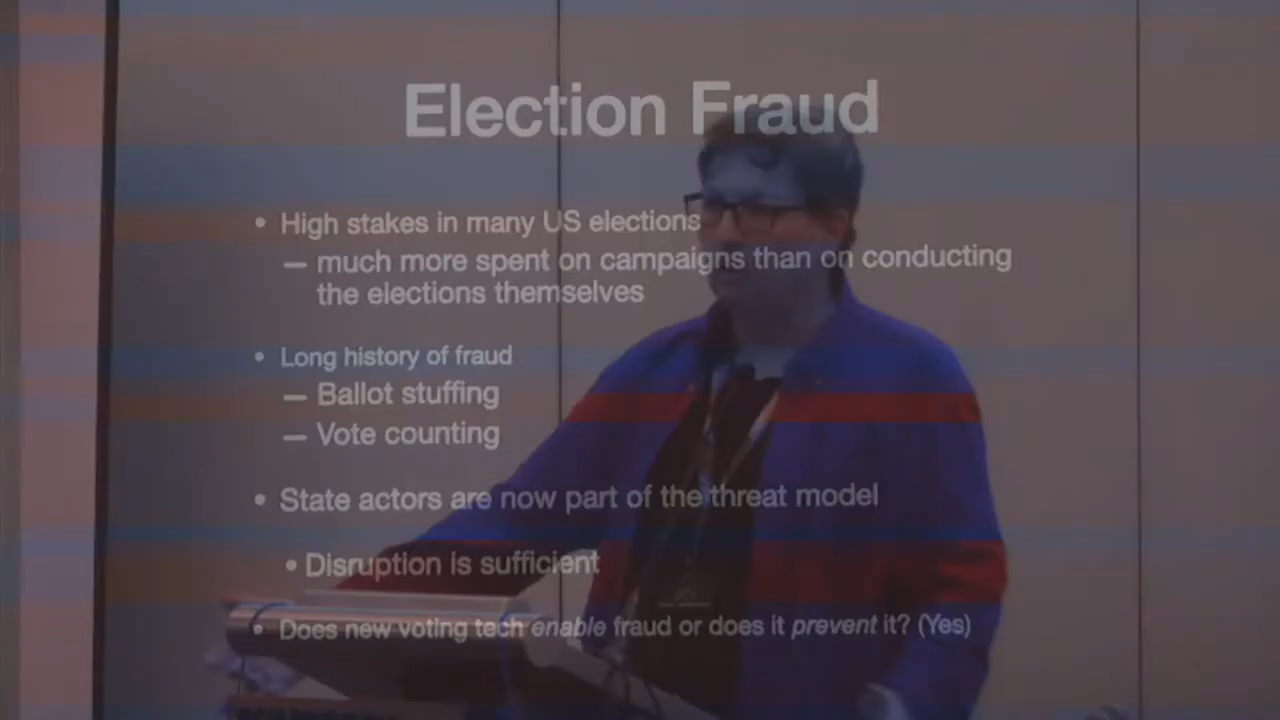 Election Fraud
• High stakes in many US elections
— much more spent on campaigns than on conducting
the elections themselves
• Long history of fraud
— Ballot stuffing
— Vote counting
• State actors are now part of the threat model
• Disruption is sufficient
• Does new voting tech enable fraud or does it prevent it? (Yes)